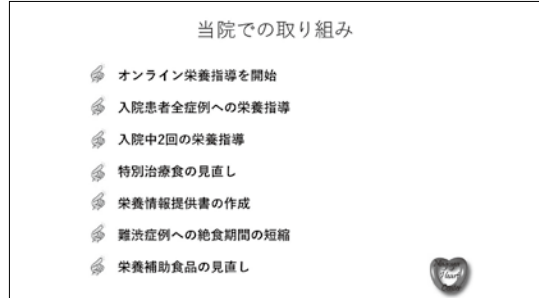 当院での取り組み
オンライン栄養指導を開始
入院患者全症例への栄養指導
入院中2回の栄養指導
特別治療食の見直し
栄養情報提供書の作成
難渋症例への絶食期間の短縮
栄養補助食品の見直し
Heart